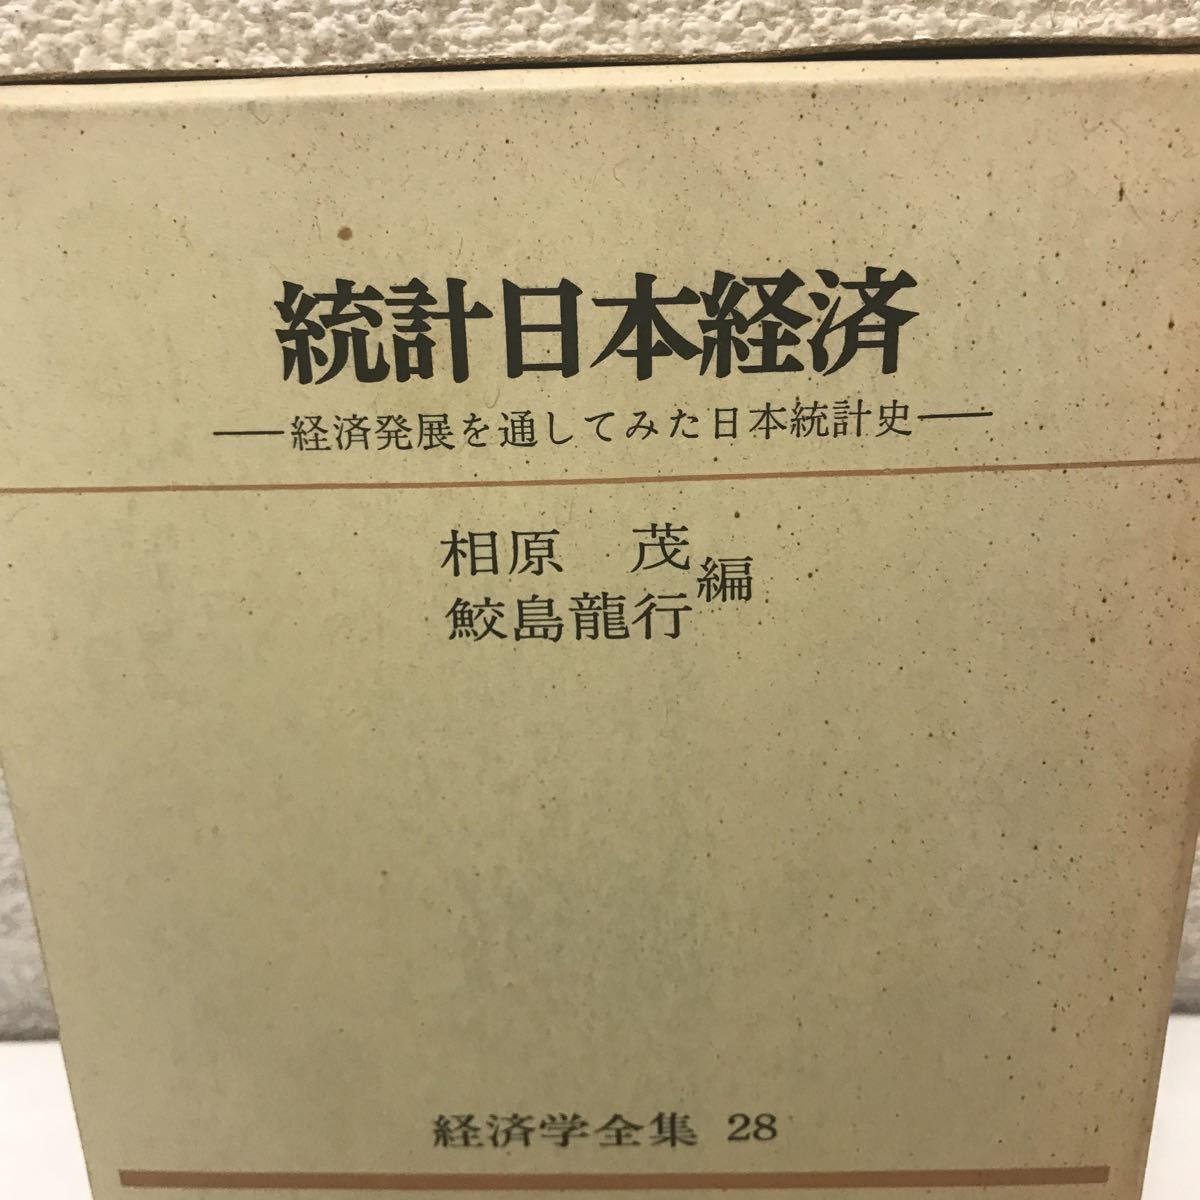 統計日本経済
―経済発展を通してみた日本統計史―
相原 茂
鮫島龍行編
経済学全集 28